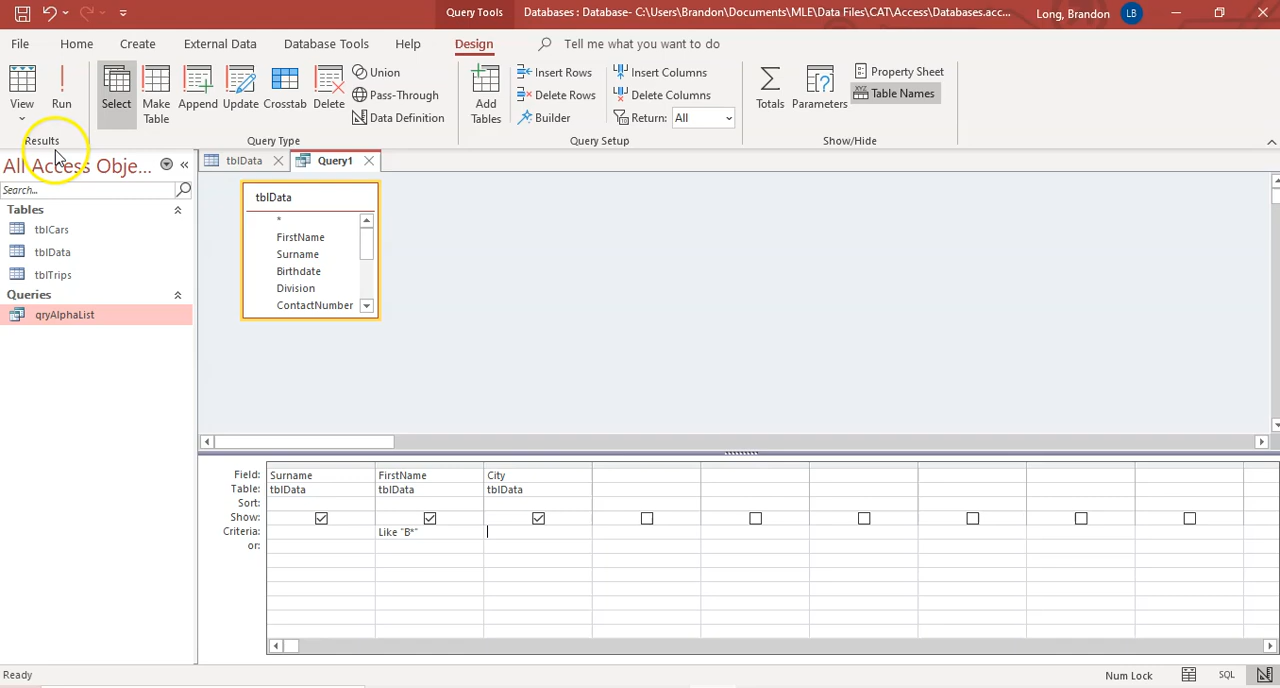 Query Tools
Databases : Database- C:\Users\Brandon\Documents\MLE\Data Files\CAT\Access\Databases.acc...
Long, Brandon
LB
File
Home
Create
External Data
Database Tools
Help
Design
Tell me what you want to do
View
Run
Select
Make Table
Append
Update
Crosstab
Delete
Union
Pass-Through
Data Definition
Add Tables
Insert Rows
Delete Rows
Builder
Insert Columns
Delete Columns
Return: All
Totals
Parameters
Property Sheet
XYZ
Table Names
Results
Query Type
Query Setup
Show/Hide
All Access Obje...
Search...
Tables
tblCars
tblData
tblTrips
Queries
qryAlphaList
tblData
Query1
tblData
*
FirstName
Surname
Birthdate
Division
ContactNumber
Field: Surname FirstName City
Table: tblData tblData tblData
Sort:
Show:
Criteria: Like "B*"
or:
Ready
Num Lock
SQL